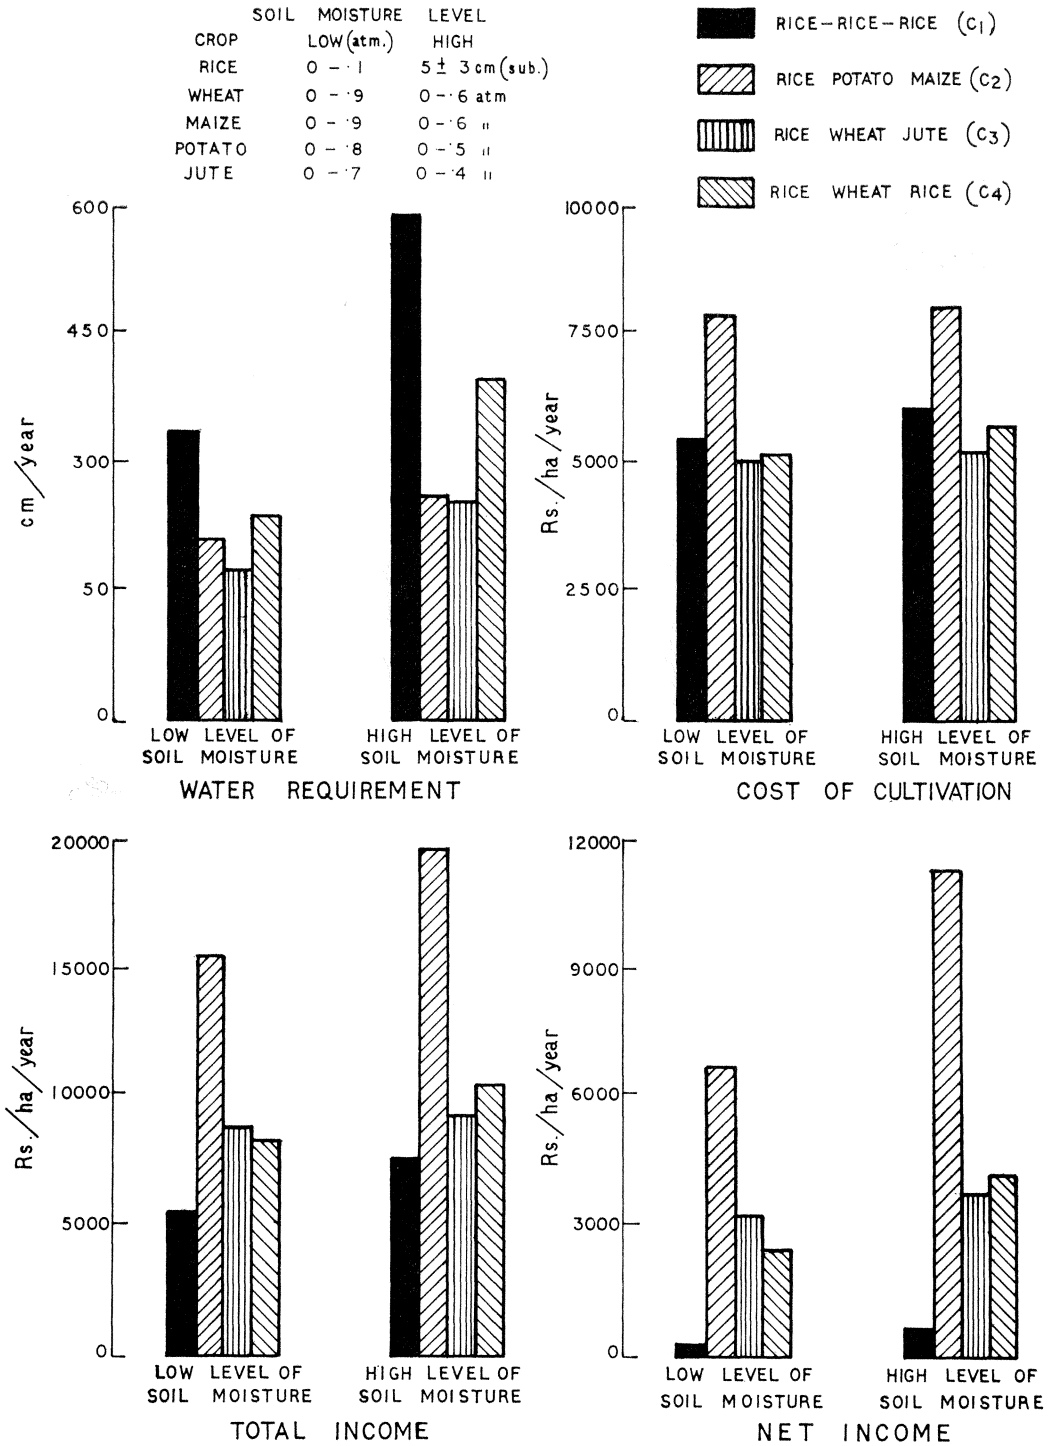 SOIL MOISTURE LEVEL
CROP LOW (atm.) HIGH
RICE 0 - ·1 5 ± 3 cm (sub.)
WHEAT 0 - ·9 0 - ·6 atm
MAIZE 0 - ·9 0 - ·6 "
POTATO 0 - ·8 0 - ·5 "
JUTE 0 - ·7 0 - ·4 "
RICE-RICE-RICE (C1)
RICE POTATO MAIZE (C2)
RICE WHEAT JUTE (C3)
RICE WHEAT RICE (C4)
600
450
300
50
0
cm/year
LOW LEVEL OF
SOIL MOISTURE
HIGH LEVEL OF
SOIL MOISTURE
WATER REQUIREMENT
10000
7500
5000
2500
0
Rs./ha/year
LOW LEVEL OF
SOIL MOISTURE
HIGH LEVEL OF
SOIL MOISTURE
COST OF CULTIVATION
20000
15000
10000
5000
0
Rs./ha/year
LOW LEVEL OF
SOIL MOISTURE
HIGH LEVEL OF
SOIL MOISTURE
TOTAL INCOME
12000
9000
6000
3000
0
Rs./ha/year
LOW LEVEL OF
SOIL MOISTURE
HIGH LEVEL OF
SOIL MOISTURE
NET INCOME